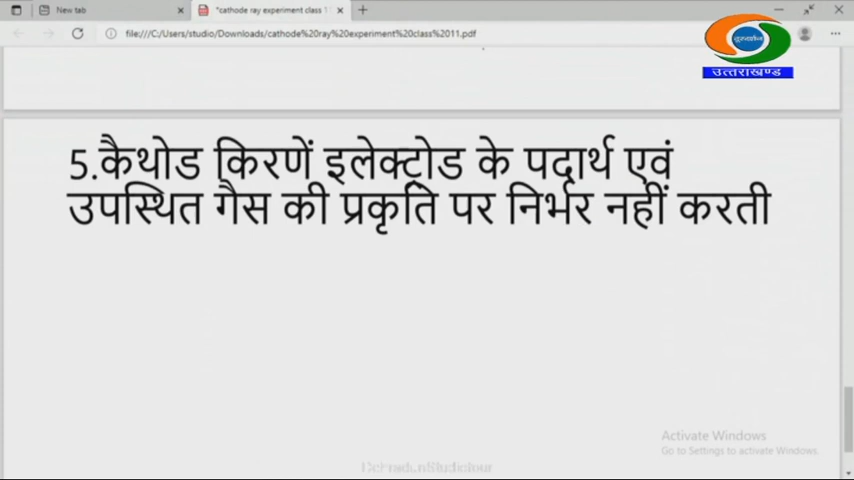 New tab
"cathode ray experiment class 1
file:///C:/Users/studio/Downloads/cathode%20ray%20experiment%20class%2011.pdf
दूरदर्शन
उत्तराखण्ड
5.कैथोड किरणें इलेक्ट्रोड के पदार्थ एवं
उपस्थित गैस की प्रकृति पर निर्भर नहीं करती
Activate Windows
Go to Settings to activate Windows.